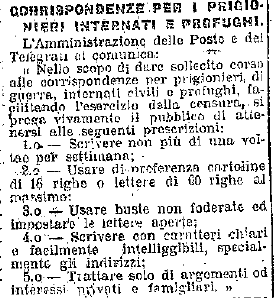 CORRISPONDENZE PER I PRIGIO-
NIERI INTERNATI E PROFUGHI.
L'Amministrazione delle Poste e dei
Telegrafi ci comunica:
« Nello scopo di dare sollecito corso
alle corrispondenze per prigionieri, di
guerra, internati civili e profughi, fa-
cilitando l'esercizio della censura, si
prega vivamente il pubblico di atte-
nersi alle seguenti prescrizioni:
1.o — Scrivere non più di una vol-
ta per settimana;
2.o — Usare di preferenza cartoline
di 16 righe o lettere di 60 righe al
massimo;
3.o — Usare buste non foderate ed
impostare le lettere aperte;
4.o — Scrivere con caratteri chiari
e facilmente intelliggibili, special-
mente gli indirizzi;
5.o — Trattare solo di argomenti od
interessi privati e famigliari. »